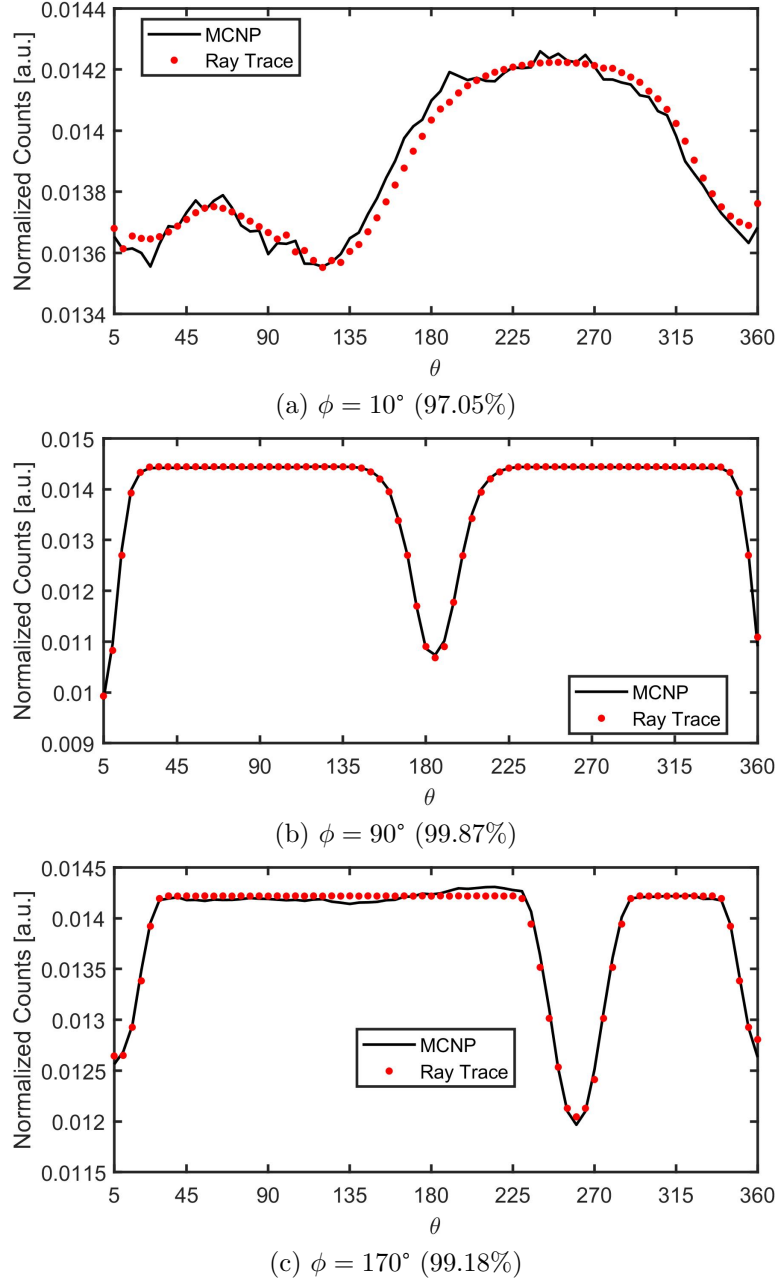 0.0144
0.0142
0.014
0.0138
0.0136
0.0134
Normalized Counts [a.u.]
MCNP
Ray Trace
5 45 90 135 180 225 270 315 360
θ
(a) ϕ = 10° (97.05%)
0.015
0.014
0.013
0.012
0.011
0.01
0.009
Normalized Counts [a.u.]
MCNP
Ray Trace
5 45 90 135 180 225 270 315 360
θ
(b) ϕ = 90° (99.87%)
0.0145
0.014
0.0135
0.013
0.0125
0.012
0.0115
Normalized Counts [a.u.]
MCNP
Ray Trace
5 45 90 135 180 225 270 315 360
θ
(c) ϕ = 170° (99.18%)